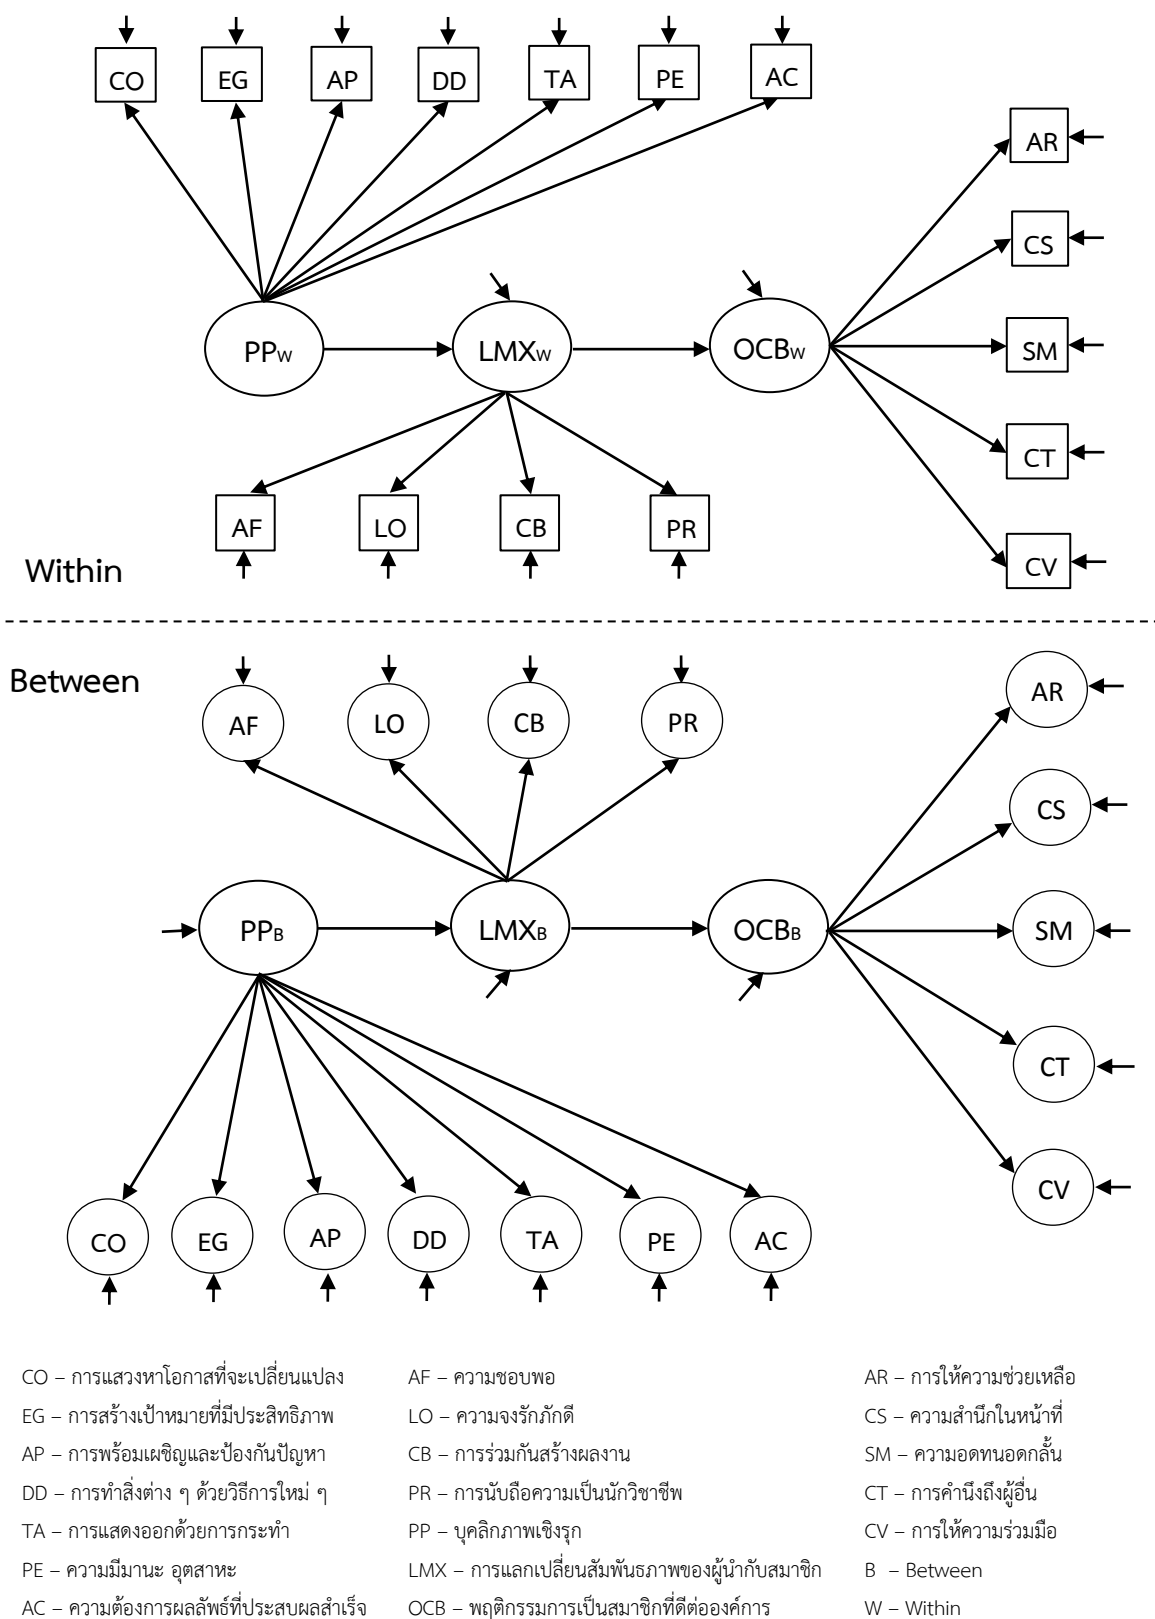 CO EG AP DD TA PE AC
AR
CS
PPW LMXW OCBW SM
CT
AF LO CB PR
CV
Within
Between
AR
AF LO CB PR
CS
PPB LMXB OCBB SM
CT
CV
CO EG AP DD TA PE AC
CO – การแสวงหาโอกาสที่จะเปลี่ยนแปลง AF – ความชอบพอ AR – การให้ความช่วยเหลือ
EG – การสร้างเป้าหมายที่มีประสิทธิภาพ LO – ความจงรักภักดี CS – ความสำนึกในหน้าที่
AP – การพร้อมเผชิญและป้องกันปัญหา CB – การร่วมกันสร้างผลงาน SM – ความอดทนอดกลั้น
DD – การทำสิ่งต่าง ๆ ด้วยวิธีการใหม่ ๆ PR – การนับถือความเป็นนักวิชาชีพ CT – การคำนึงถึงผู้อื่น
TA – การแสดงออกด้วยการกระทำ PP – บุคลิกภาพเชิงรุก CV – การให้ความร่วมมือ
PE – ความมีมานะ อุตสาหะ LMX – การแลกเปลี่ยนสัมพันธภาพของผู้นำกับสมาชิก B – Between
AC – ความต้องการผลลัพธ์ที่ประสบผลสำเร็จ OCB – พฤติกรรมการเป็นสมาชิกที่ดีต่อองค์การ W – Within